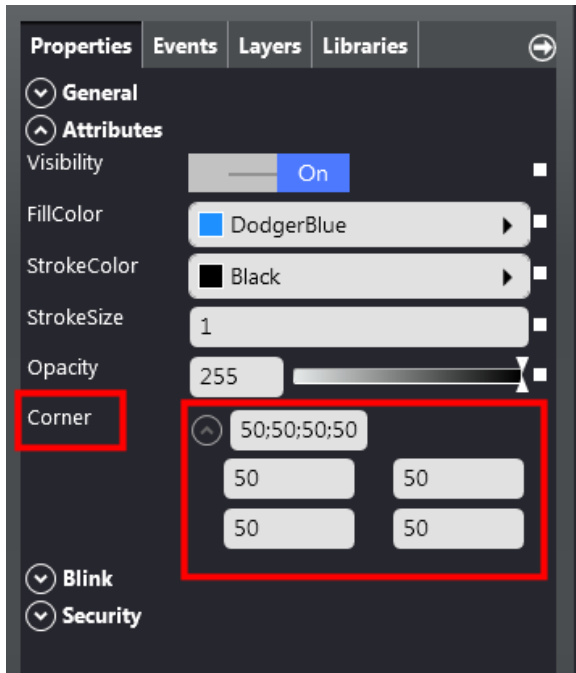 Properties Events Layers Libraries
General
Attributes
Visibility On
FillColor DodgerBlue
StrokeColor Black
StrokeSize 1
Opacity 255
Corner 50;50;50;50
50 50
50 50
Blink
Security